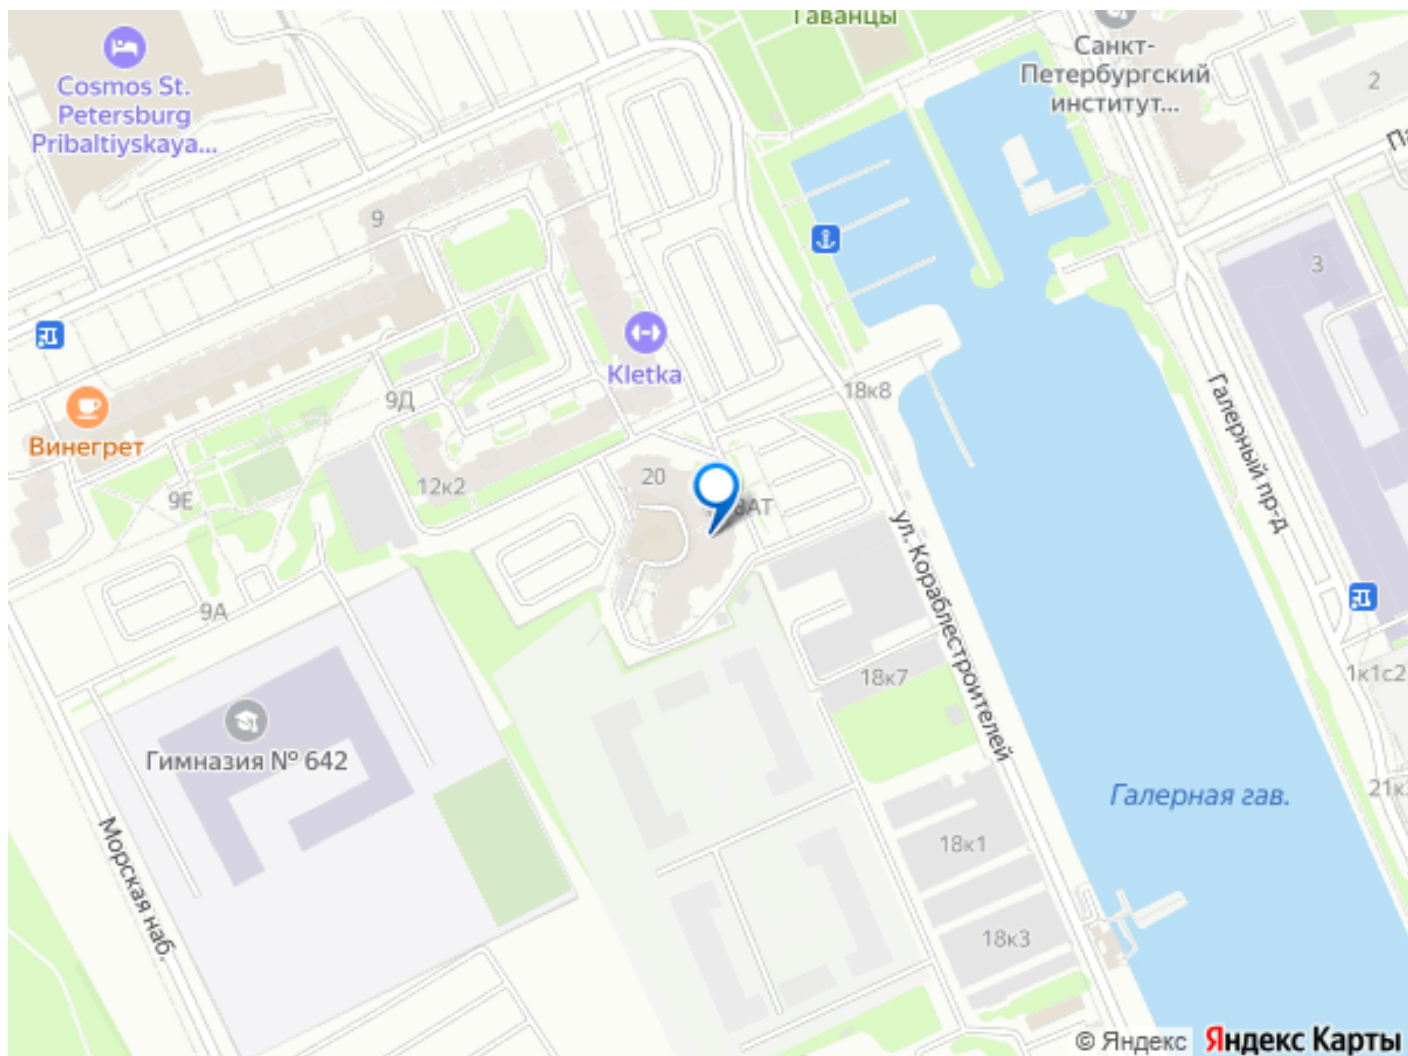 Гаванцы
Санкт-
Петербургский
институт...
2
Cosmos St.
Petersburg
Pribaltiyskaya...
9
3
Kletka
9Д
18к8
Галерный пр-д
Винегрет
12к2
20
9Е
ул. Кораблестроителей
9А
18к7
1к1с2
Гимназия № 642
21к
Галерная гав.
Морская наб.
18к1
18к3
© Яндекс Яндекс Карты